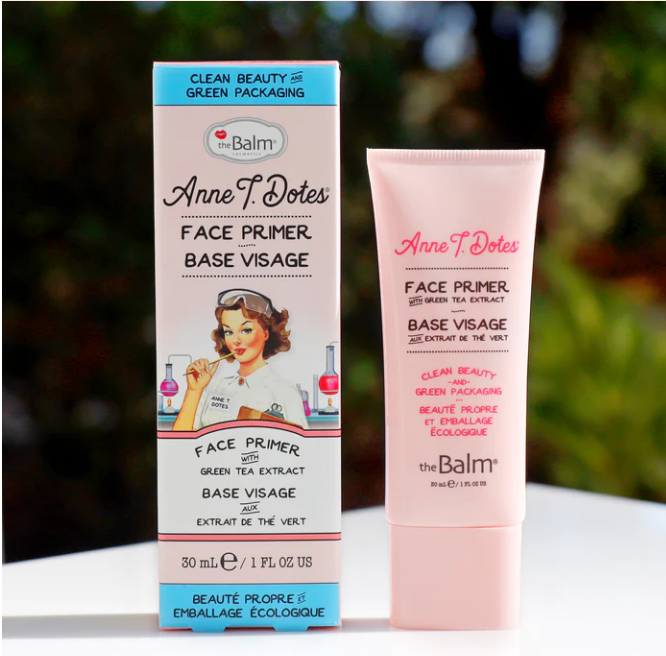 CLEAN BEAUTY AND
GREEN PACKAGING
theBalm®
COSMETICS
Anne T. Dotes®
FACE PRIMER
BASE VISAGE
ANNE T.
DOTES
FACE PRIMER
WITH
GREEN TEA EXTRACT
BASE VISAGE
AUX
EXTRAIT DE THÉ VERT
30 mL ℮ / 1 FL OZ US
BEAUTÉ PROPRE ET
EMBALLAGE ÉCOLOGIQUE
Anne T. Dotes®
FACE PRIMER
WITH GREEN TEA EXTRACT
BASE VISAGE
AUX EXTRAIT DE THÉ VERT
CLEAN BEAUTY
-AND-
GREEN PACKAGING
BEAUTÉ PROPRE
ET EMBALLAGE
ÉCOLOGIQUE
theBalm®
30 mL ℮ / 1 FL OZ US